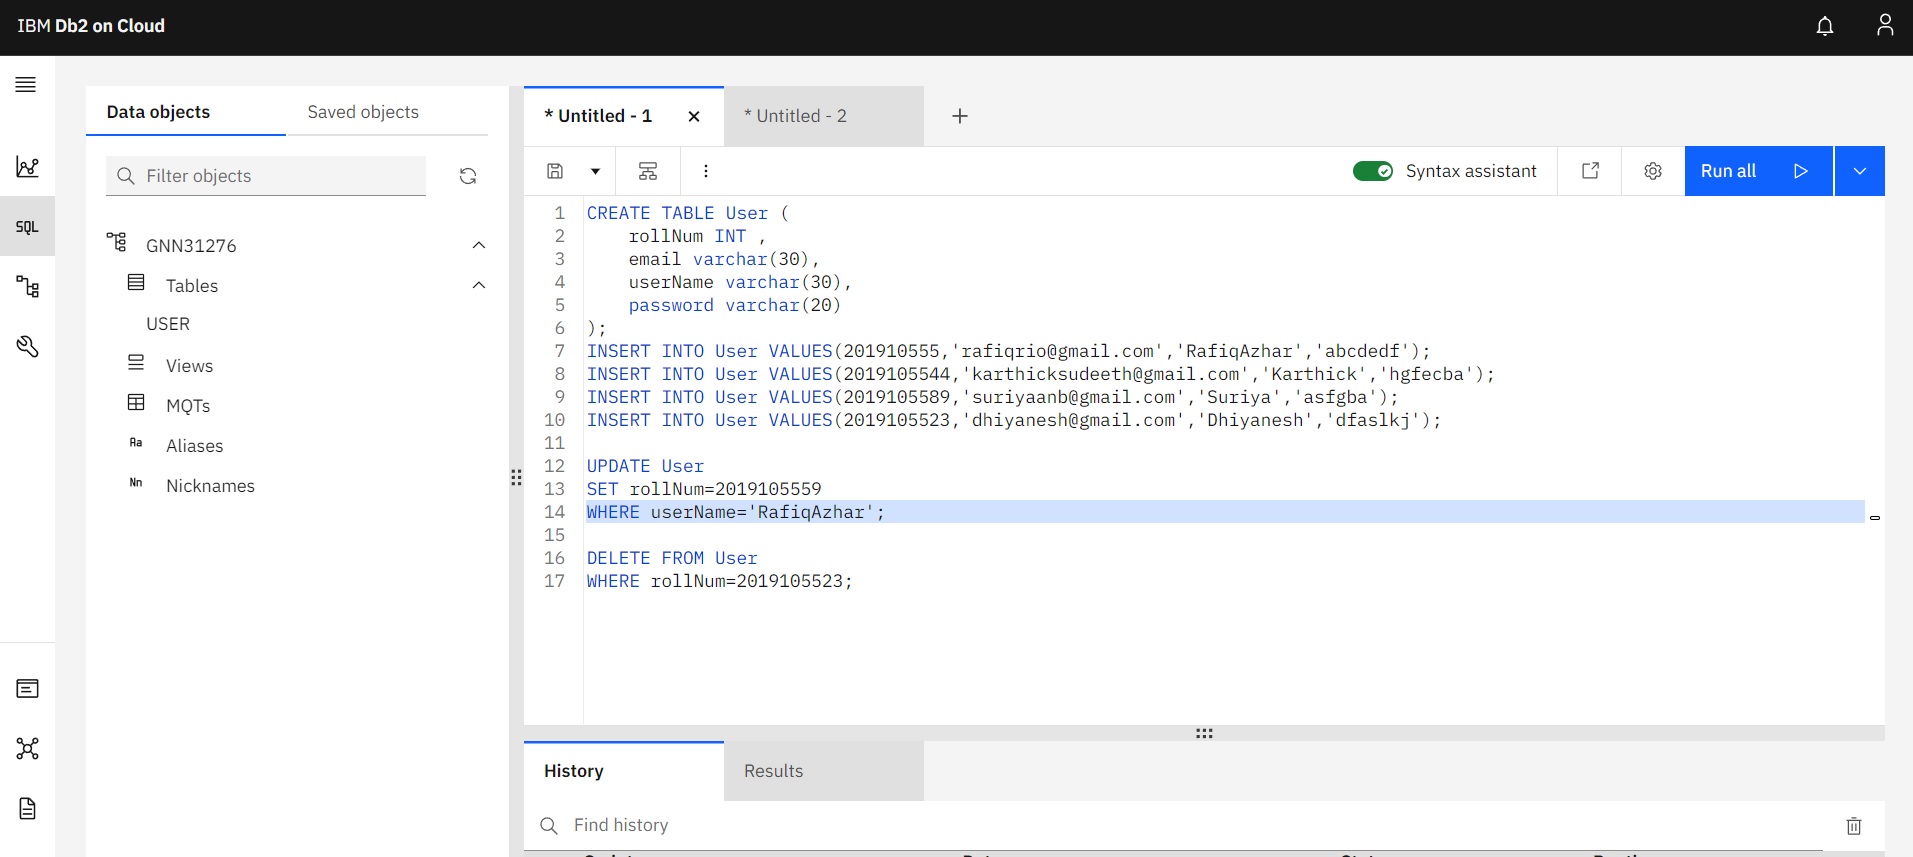 IBM Db2 on Cloud
Data objects
Saved objects
Filter objects
GNN31276
Tables
USER
Views
MQTs
Aa Aliases
Nn Nicknames
SQL
* Untitled - 1
* Untitled - 2
Syntax assistant
Run all
1 CREATE TABLE User (
2 rollNum INT ,
3 email varchar(30),
4 userName varchar(30),
5 password varchar(20)
6 );
7 INSERT INTO User VALUES(201910555,'rafiqrio@gmail.com','RafiqAzhar','abcdedf');
8 INSERT INTO User VALUES(2019105544,'karthicksudeeth@gmail.com','Karthick','hgfecba');
9 INSERT INTO User VALUES(2019105589,'suriyaanb@gmail.com','Suriya','asfgba');
10 INSERT INTO User VALUES(2019105523,'dhiyanesh@gmail.com','Dhiyanesh','dfaslkj');
11
12 UPDATE User
13 SET rollNum=2019105559
14 WHERE userName='RafiqAzhar';
15
16 DELETE FROM User
17 WHERE rollNum=2019105523;
History
Results
Find history